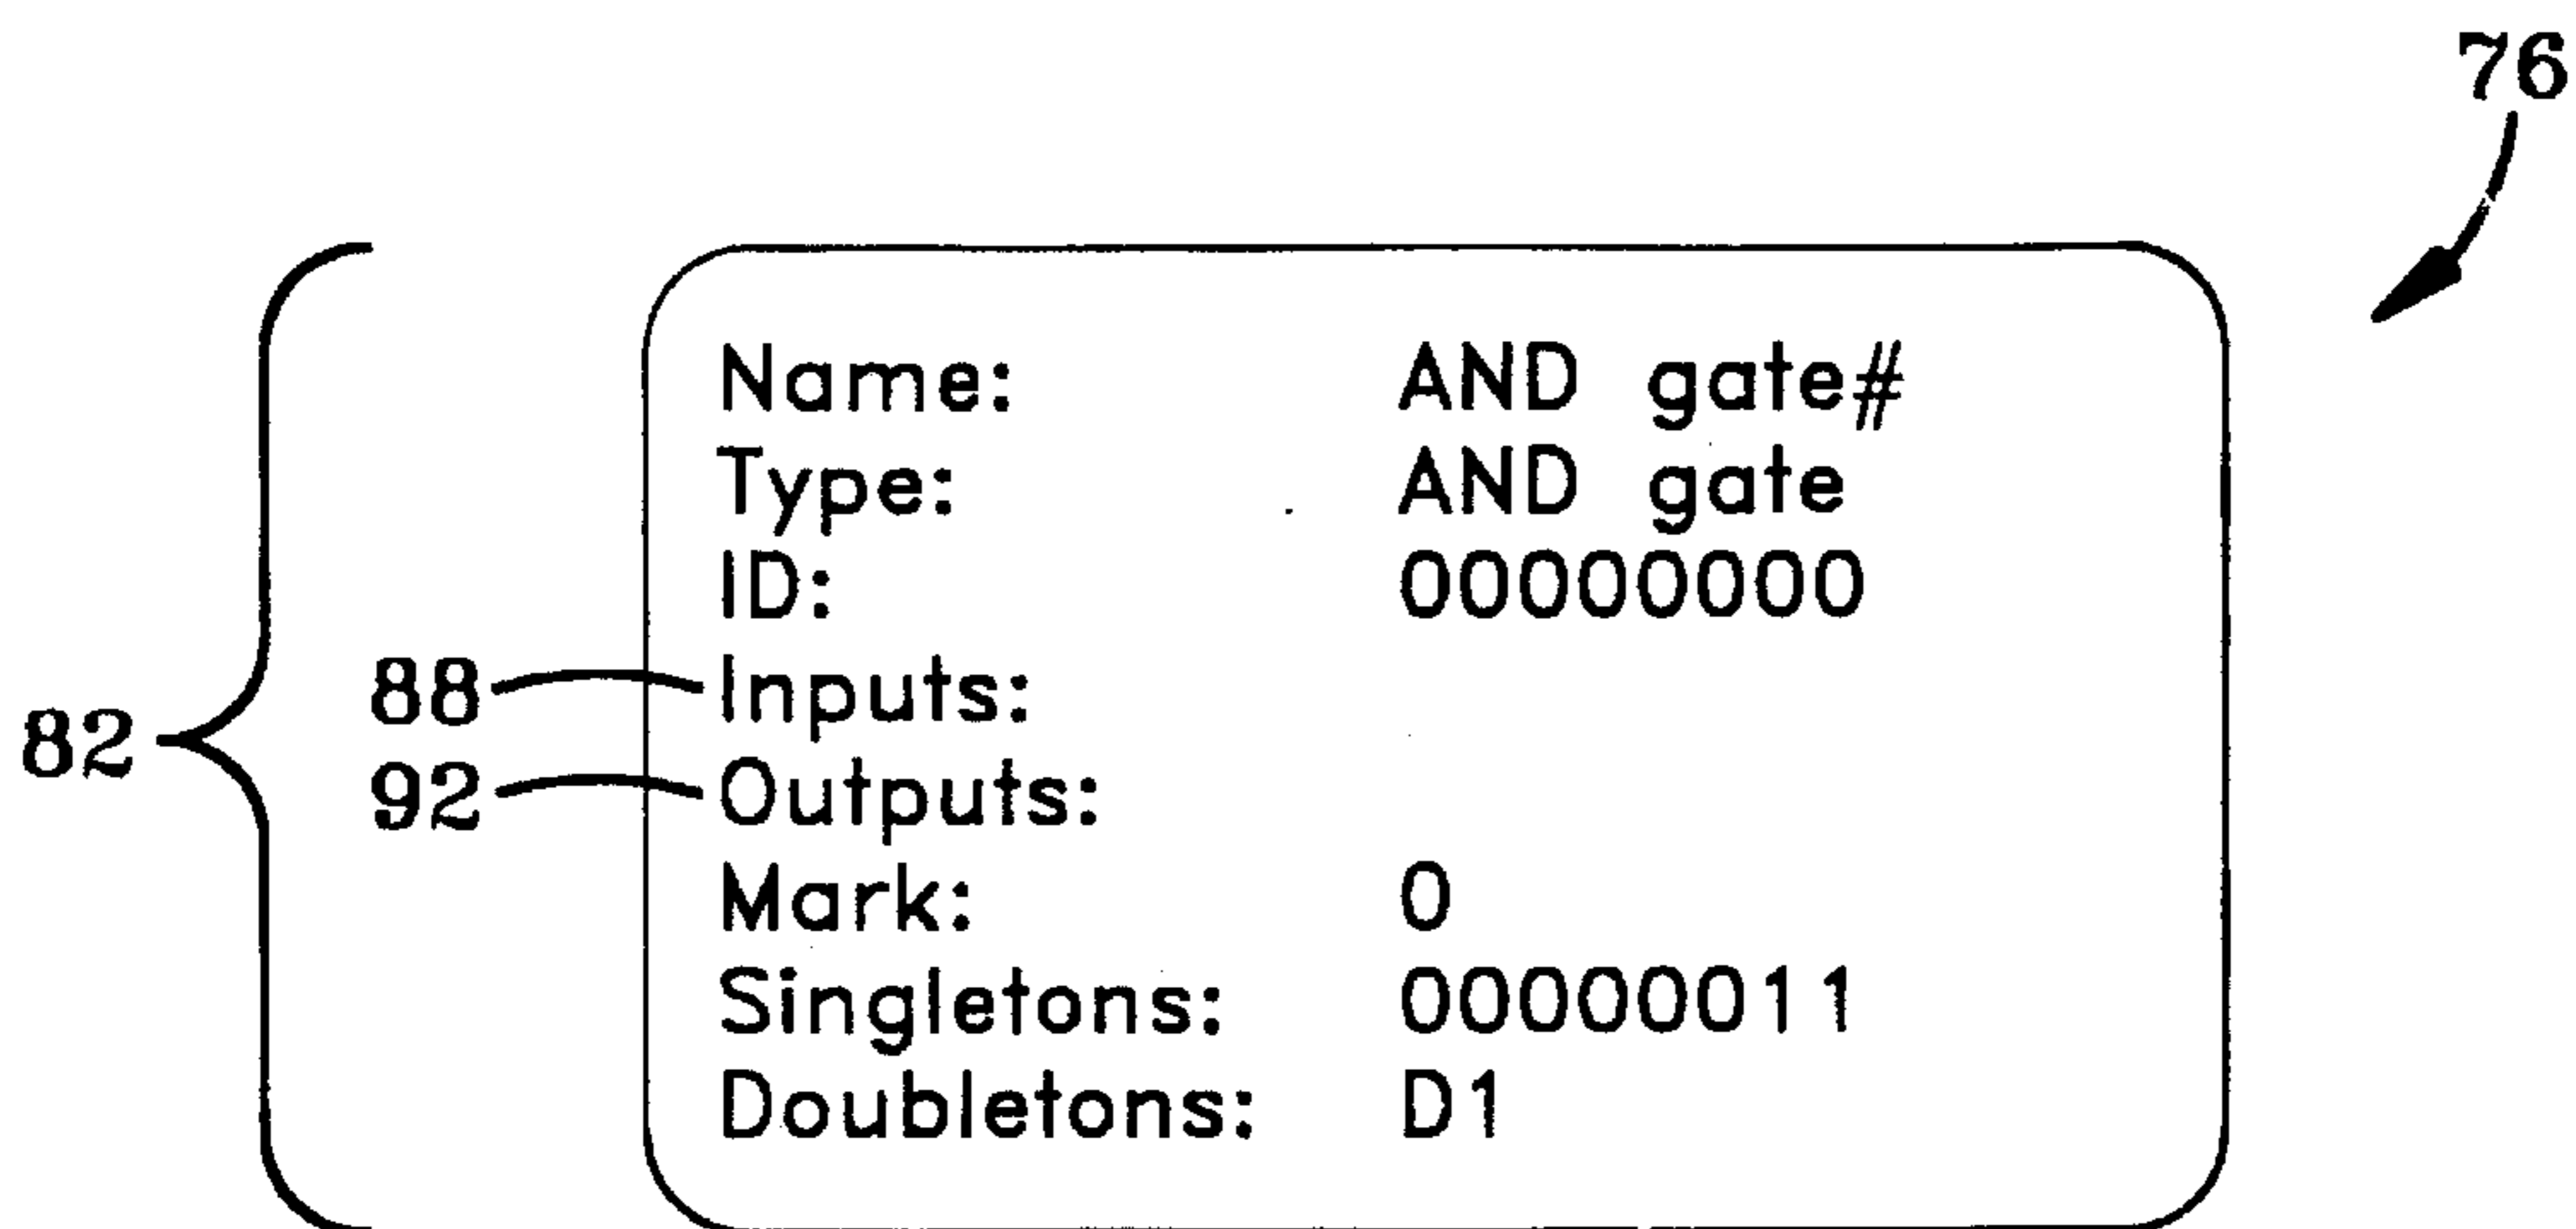 76
Name: AND gate#
Type: AND gate
ID: 00000000
88 Inputs:
82
92 Outputs:
Mark: 0
Singletons: 00000011
Doubletons: D1